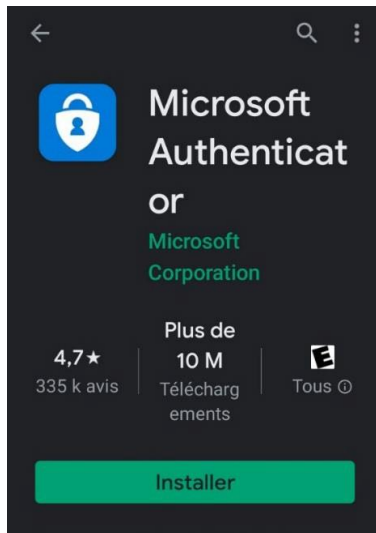 Microsoft
Authenticat
or
Microsoft
Corporation
4,7★
335 k avis
Plus de
10 M
Télécharg
ements
E
Tous ⓘ
Installer